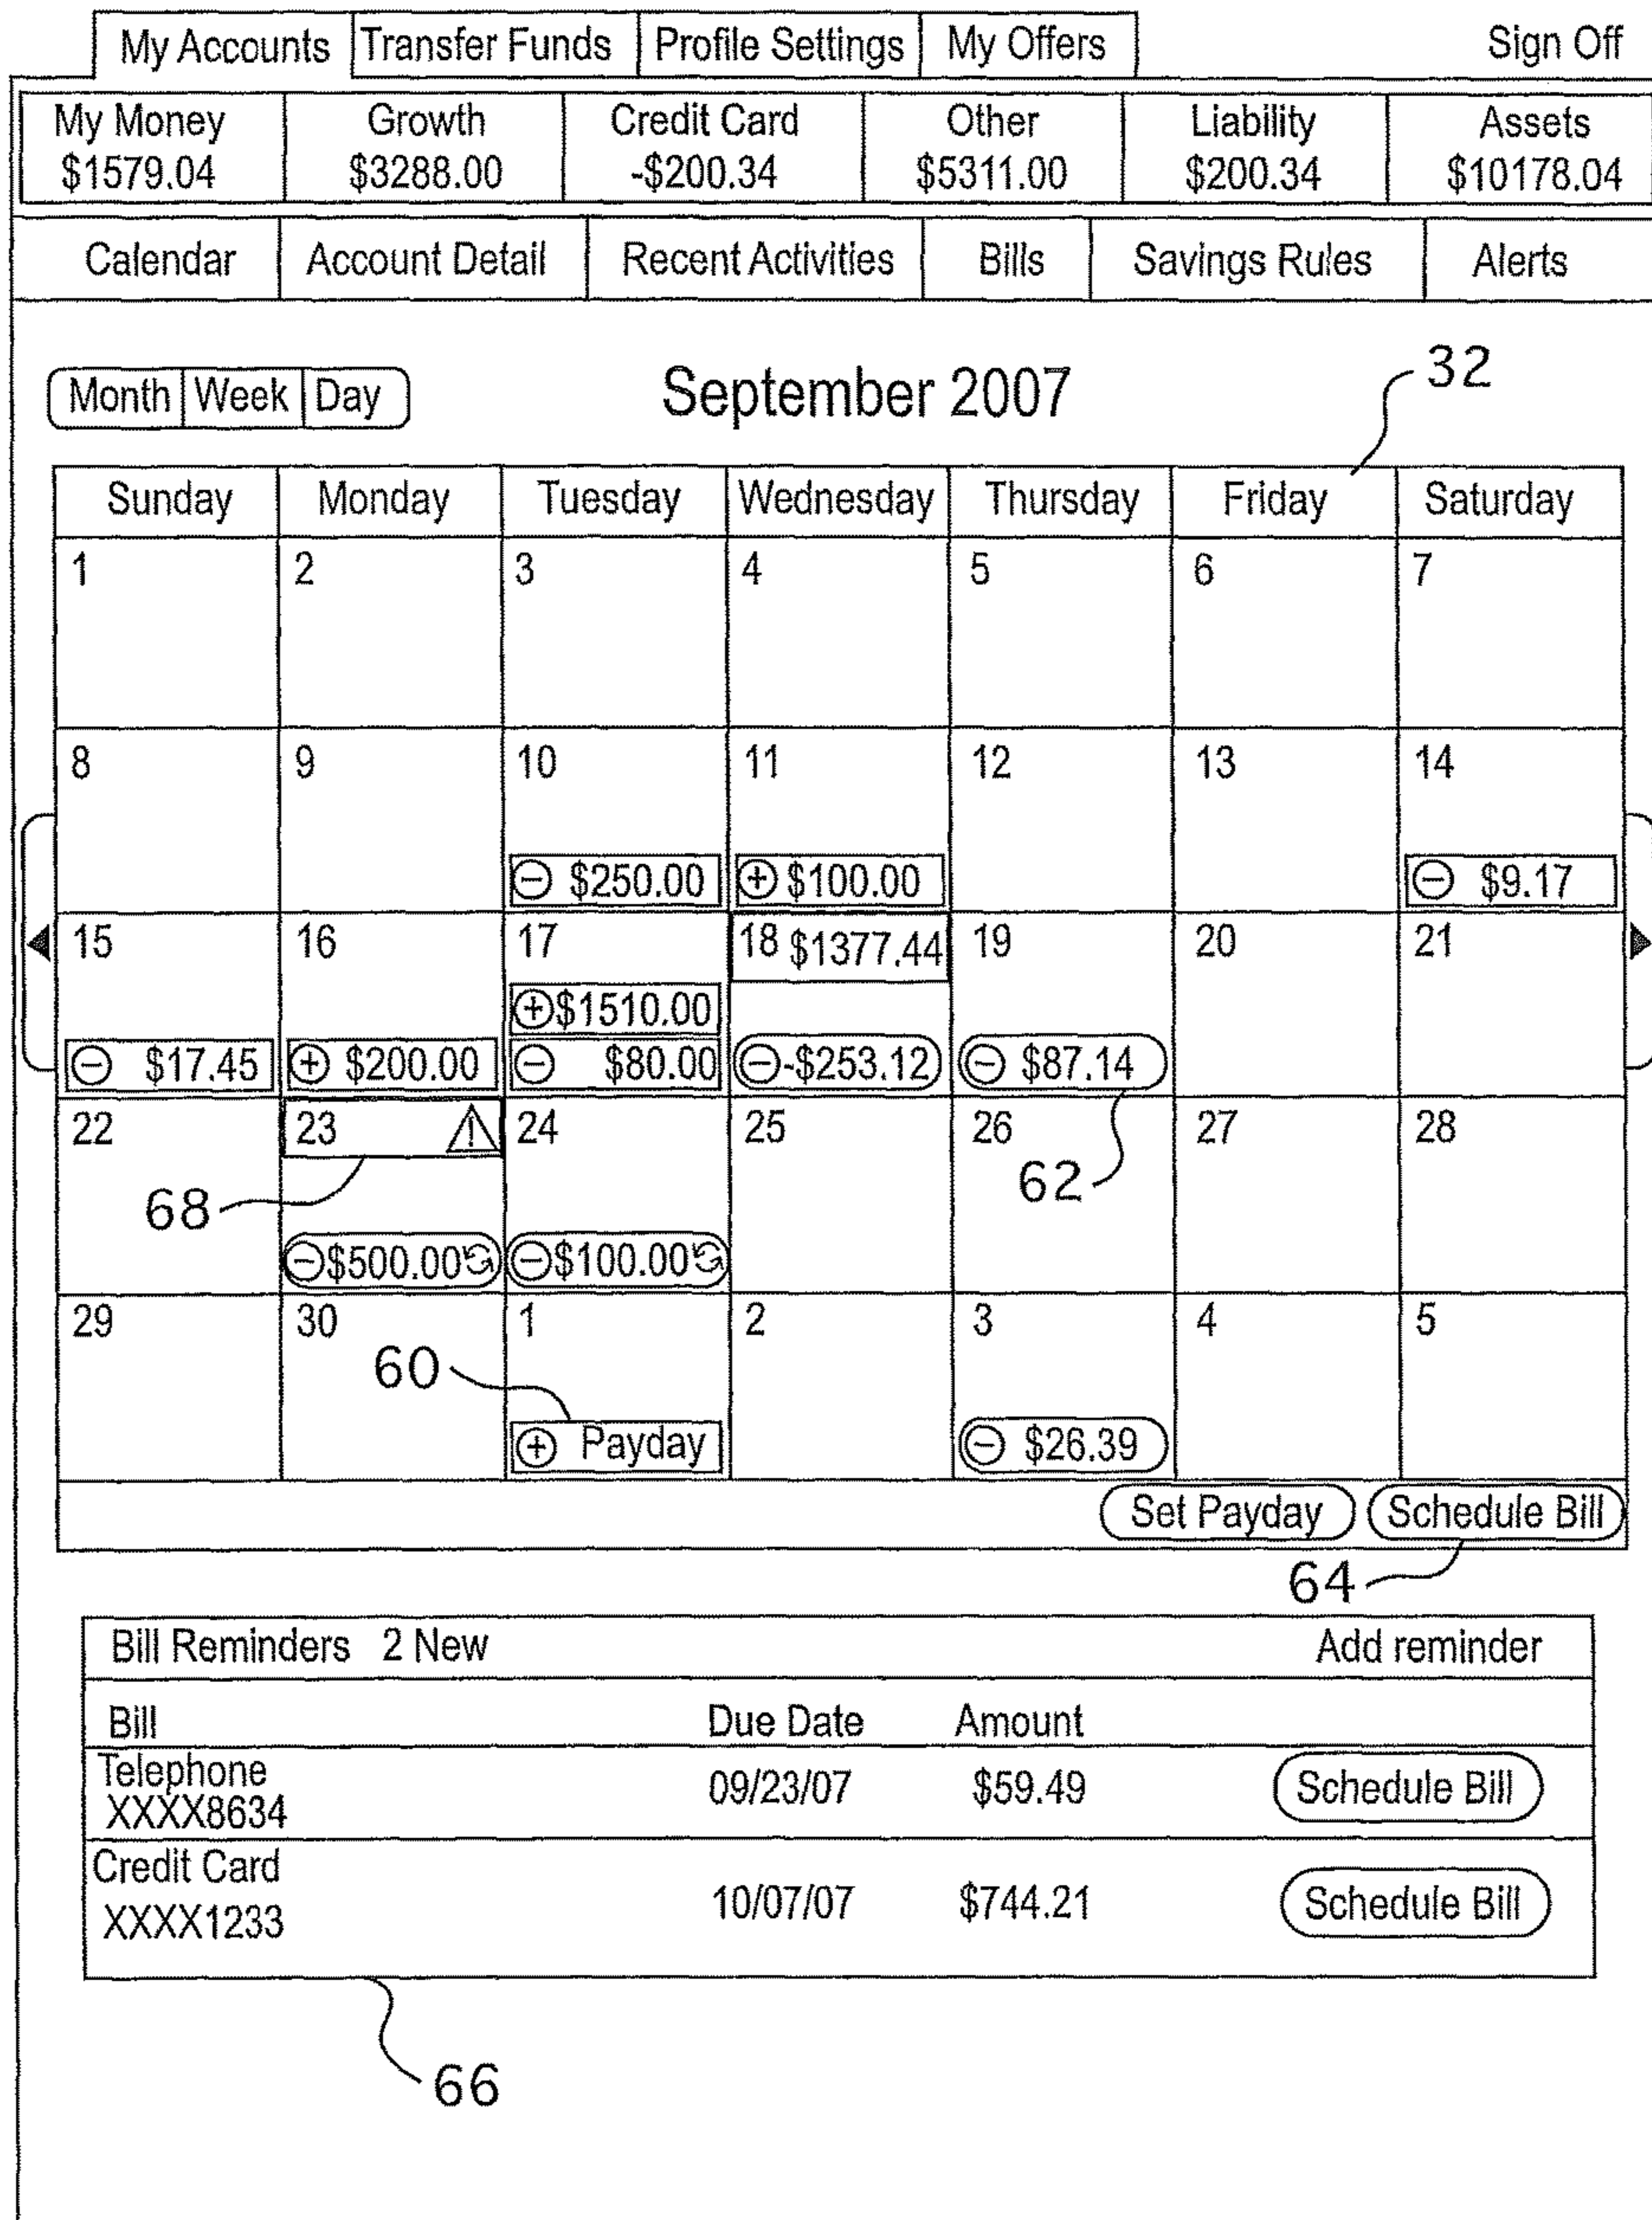 My Accounts Transfer Funds Profile Settings My Offers Sign Off
My Money Growth Credit Card Other Liability Assets
$1579.04 $3288.00 -$200.34 $5311.00 $200.34 $10178.04
Calendar Account Detail Recent Activities Bills Savings Rules Alerts
32
Month Week Day September 2007
Sunday Monday Tuesday Wednesday Thursday Friday Saturday
1 2 3 4 5 6 7
8 9 10 11 12 13 14
- $250.00 + $100.00 - $9.17
15 16 17 18 $1377.44 19 20 21
+ $1510.00
- $17.45 + $200.00 - $80.00 - -$253.12 - $87.14
22 23 ! 24 25 26 27 28
68 62
- $500.00 - $100.00
29 30 1 2 3 4 5
60
+ Payday - $26.39
Set Payday Schedule Bill
64
Bill Reminders 2 New Add reminder
Bill Due Date Amount
Telephone
XXXX8634 09/23/07 $59.49 Schedule Bill
Credit Card
XXXX1233 10/07/07 $744.21 Schedule Bill
66